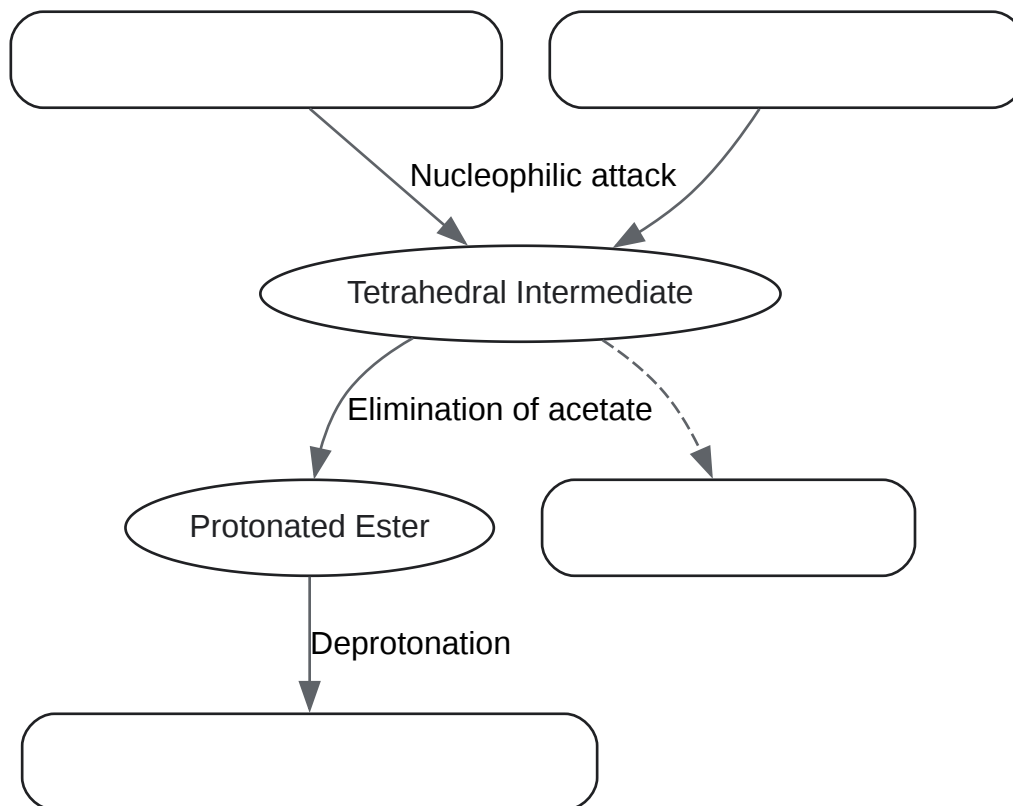 Nucleophilic attack
Tetrahedral Intermediate
Elimination of acetate
Protonated Ester
Deprotonation